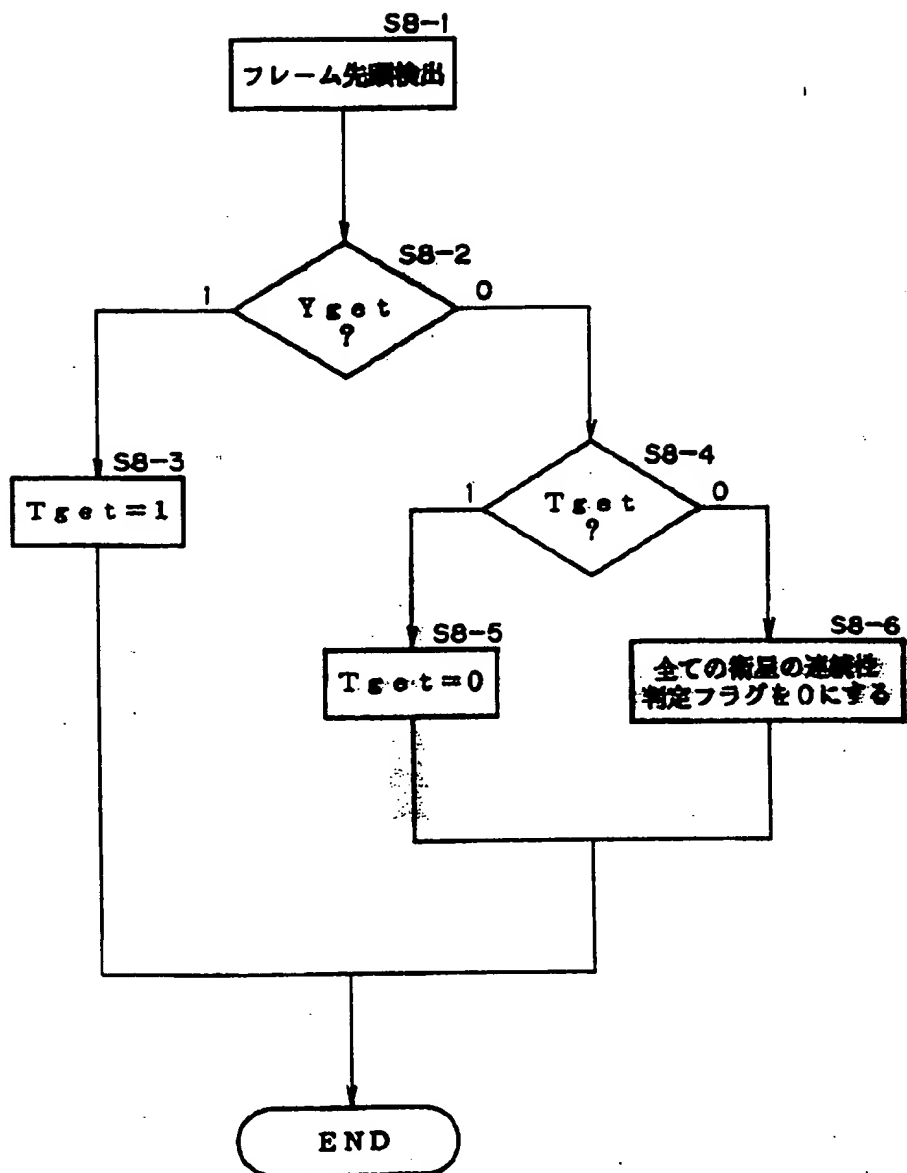 S8-1
フレーム先頭検出
S8-2
1
0
Yget
?
S8-3
Tget=1
S8-4
1
0
Tget
?
S8-5
Tget=0
S8-6
全ての衛星の連続性
判定フラグを0にする
END